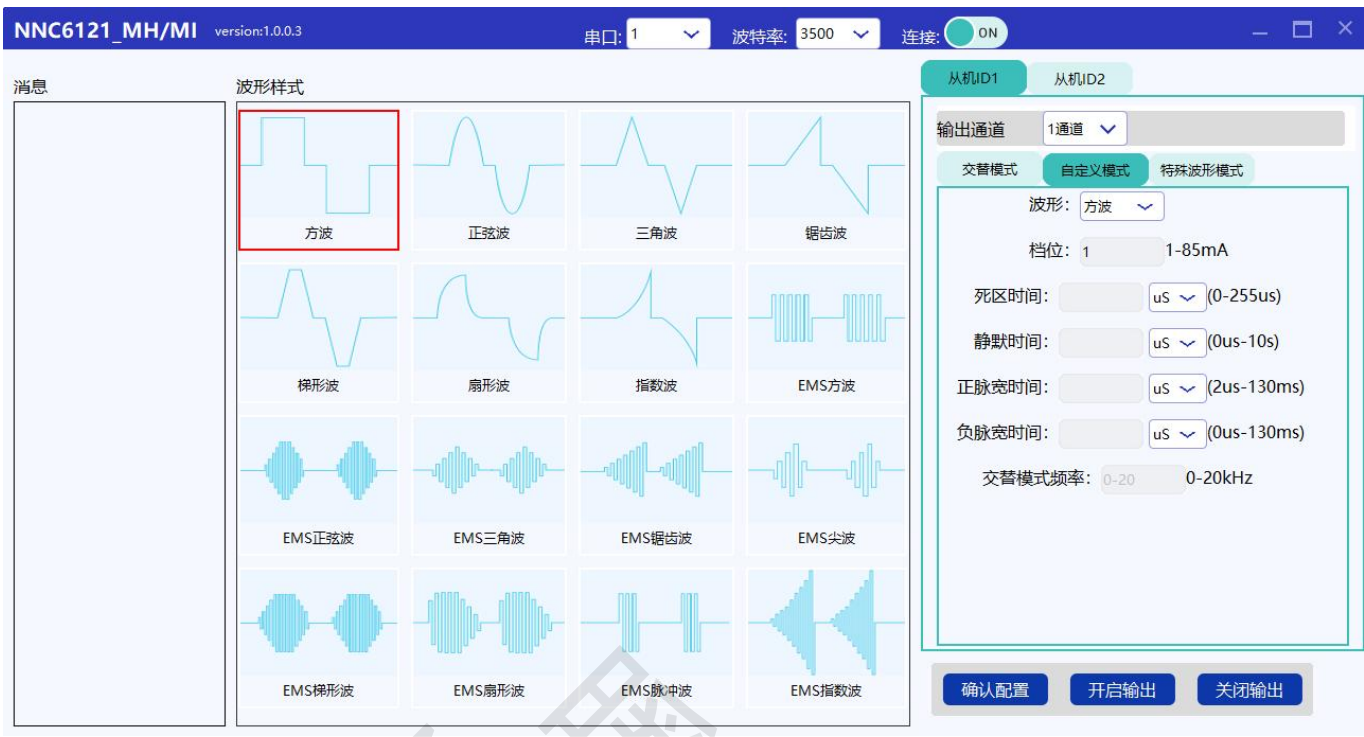 NNC6121_MH/MI version:1.0.0.3 串口: 1 波特率: 3500 连接: ON
消息
波形样式
方波 正弦波 三角波 锯齿波
梯形波 扇形波 指数波 EMS方波
EMS正弦波 EMS三角波 EMS锯齿波 EMS尖波
EMS梯形波 EMS扇形波 EMS脉冲波 EMS指数波
从机ID1 从机ID2
输出通道 1通道
交替模式 自定义模式 特殊波形模式
波形: 方波
档位: 1 1-85mA
死区时间: uS (0-255us)
静默时间: uS (0us-10s)
正脉宽时间: uS (2us-130ms)
负脉宽时间: uS (0us-130ms)
交替模式频率: 0-20 0-20kHz
确认配置 开启输出 关闭输出